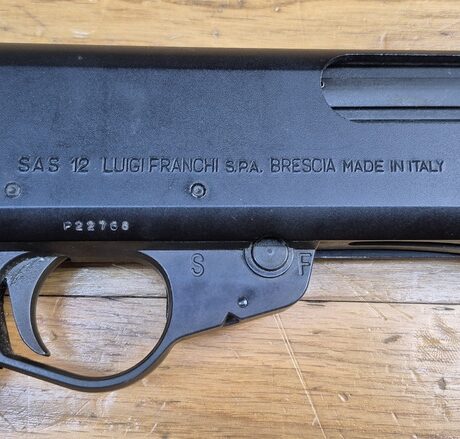 SAS 12 LUIGI FRANCHI S.P.A. BRESCIA MADE IN ITALY
P22768
S F